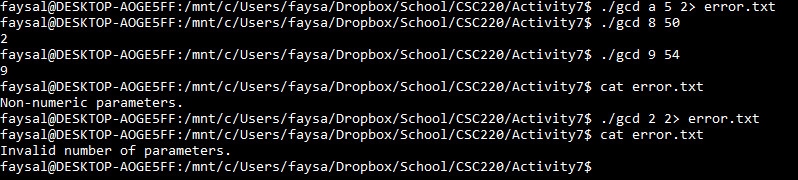 faysal@DESKTOP-AOGE5FF:/mnt/c/Users/faysa/Dropbox/School/CSC220/Activity7$ ./gcd a 5 2> error.txt
faysal@DESKTOP-AOGE5FF:/mnt/c/Users/faysa/Dropbox/School/CSC220/Activity7$ ./gcd 8 50
2
faysal@DESKTOP-AOGE5FF:/mnt/c/Users/faysa/Dropbox/School/CSC220/Activity7$ ./gcd 9 54
9
faysal@DESKTOP-AOGE5FF:/mnt/c/Users/faysa/Dropbox/School/CSC220/Activity7$ cat error.txt
Non-numeric parameters.
faysal@DESKTOP-AOGE5FF:/mnt/c/Users/faysa/Dropbox/School/CSC220/Activity7$ ./gcd 2 2> error.txt
faysal@DESKTOP-AOGE5FF:/mnt/c/Users/faysa/Dropbox/School/CSC220/Activity7$ cat error.txt
Invalid number of parameters.
faysal@DESKTOP-AOGE5FF:/mnt/c/Users/faysa/Dropbox/School/CSC220/Activity7$